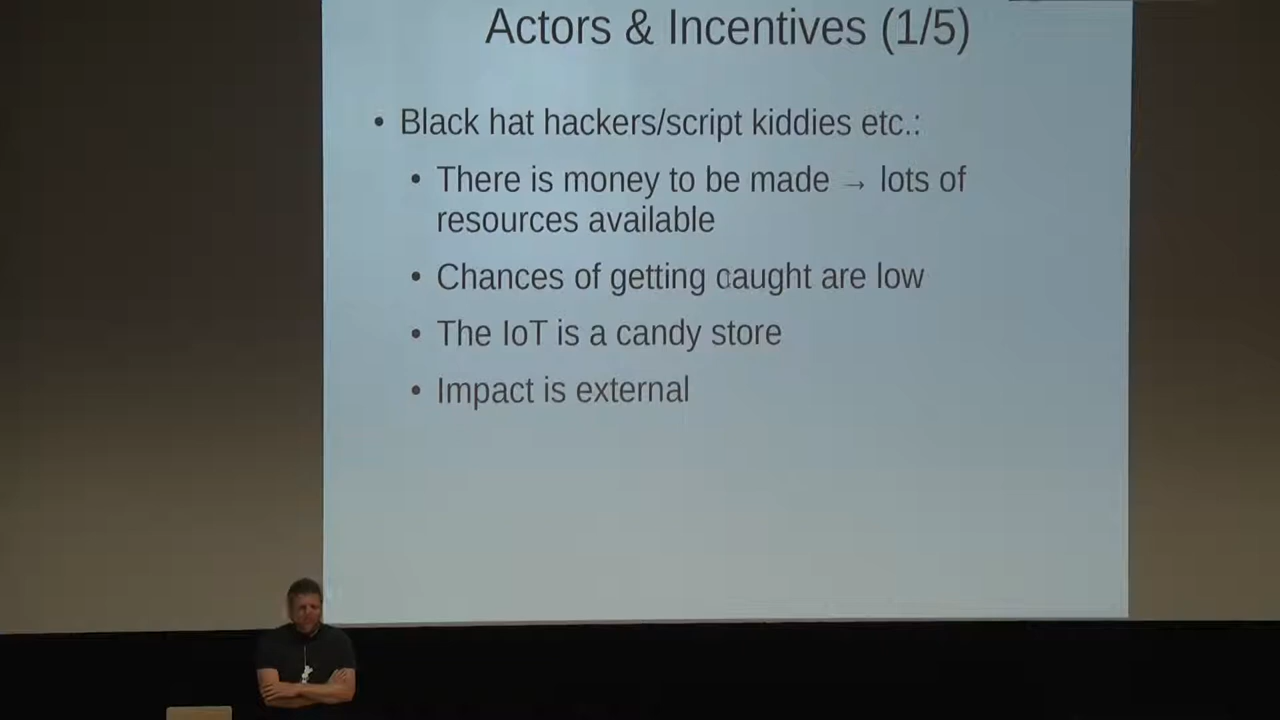 Actors & Incentives (1/5)
• Black hat hackers/script kiddies etc.:
• There is money to be made → lots of
resources available
• Chances of getting caught are low
• The IoT is a candy store
• Impact is external